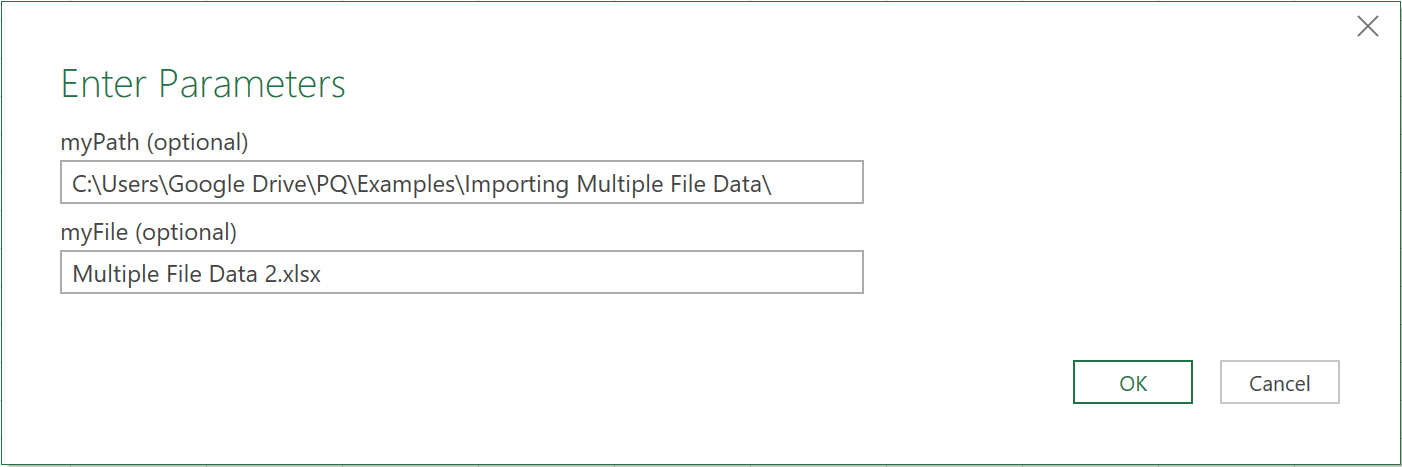 Enter Parameters
myPath (optional)
C:\Users\Google Drive\PQ\Examples\Importing Multiple File Data\
myFile (optional)
Multiple File Data 2.xlsx
OK Cancel